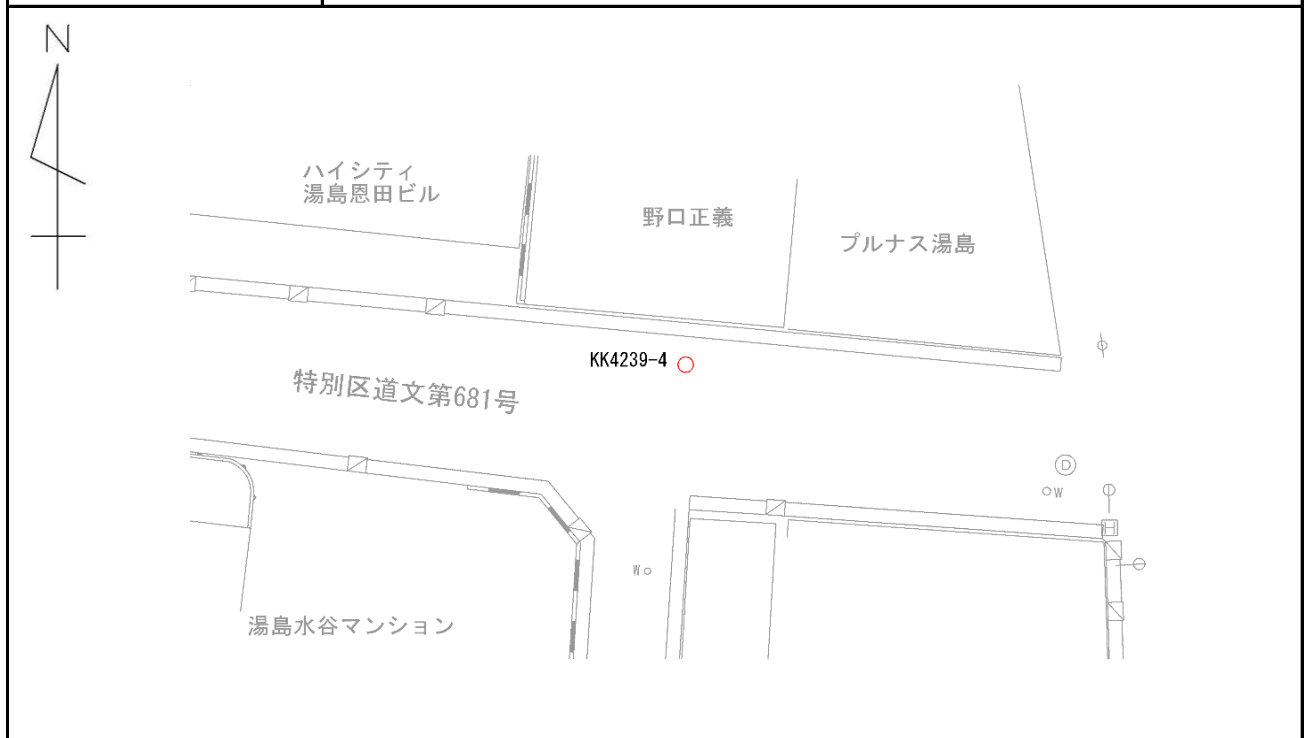 N
ハイシティ
湯島恩田ビル
野口正義
プルナス湯島
KK4239-4
特別区道文第681号
D
W
H
W
湯島水谷マンション